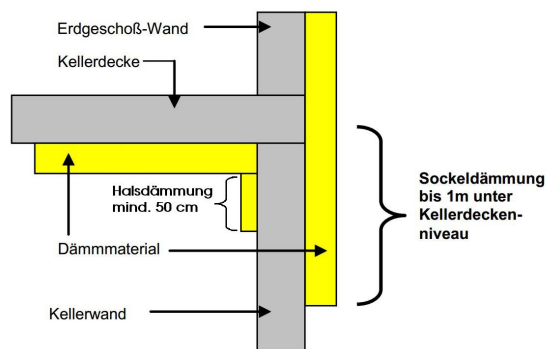 Erdgeschoß-Wand
Kellerdecke
Halsdämmung
mind. 50 cm
Sockeldämmung
bis 1m unter
Kellerdecken-
niveau
Dämmmaterial
Kellerwand